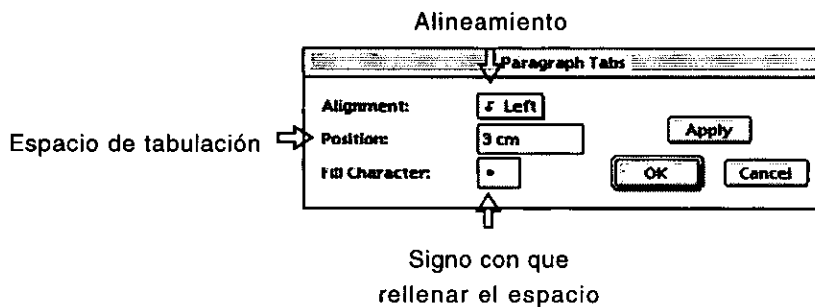 Alineamiento
Paragraph Tabs
Alignment: Left
Espacio de tabulación Position: 3 cm Apply
Fill Character: • OK Cancel
Signo con que
rellenar el espacio